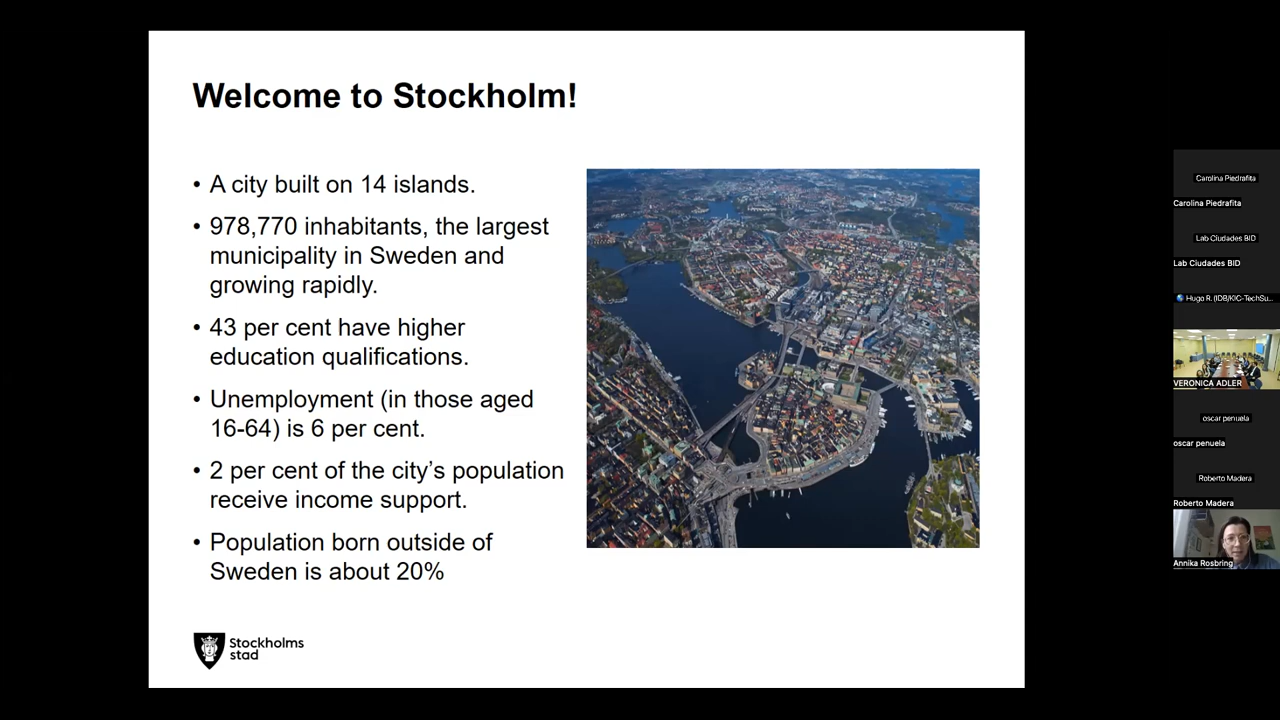 Welcome to Stockholm!
• A city built on 14 islands.
• 978,770 inhabitants, the largest
municipality in Sweden and
growing rapidly.
• 43 per cent have higher
education qualifications.
• Unemployment (in those aged
16-64) is 6 per cent.
• 2 per cent of the city’s population
receive income support.
• Population born outside of
Sweden is about 20%
Stockholms
stad
Carolina Piedrafita
Carolina Piedrafita
Lab Ciudades BID
Lab Ciudades BID
Hugo R. (IDB/KIC-TechSu...
VERONICA ADLER
oscar penuela
oscar penuela
Roberto Madera
Roberto Madera
Annika Rosbring